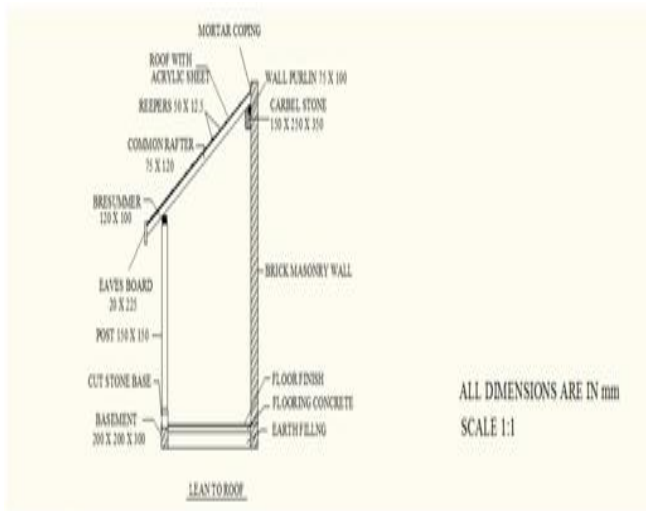 MORTAR COPING
ROOF WITH
ACRYLIC SHEET
WALL PURLIN 75 X 100
REEPERS 50 X 12.5
CARBEL STONE
150 X 250 X 350
COMMON RAFTER
75 X 120
BRESUMMER
120 X 100
BRICK MASONRY WALL
EAVES BOARD
20 X 225
POST 150 X 150
CUT STONE BASE
FLOOR FINISH
FLOORING CONCRETE
BASEMENT
200 X 200 X 300
EARTH FILLNG
LEAN TO ROOF
ALL DIMENSIONS ARE IN mm
SCALE 1:1